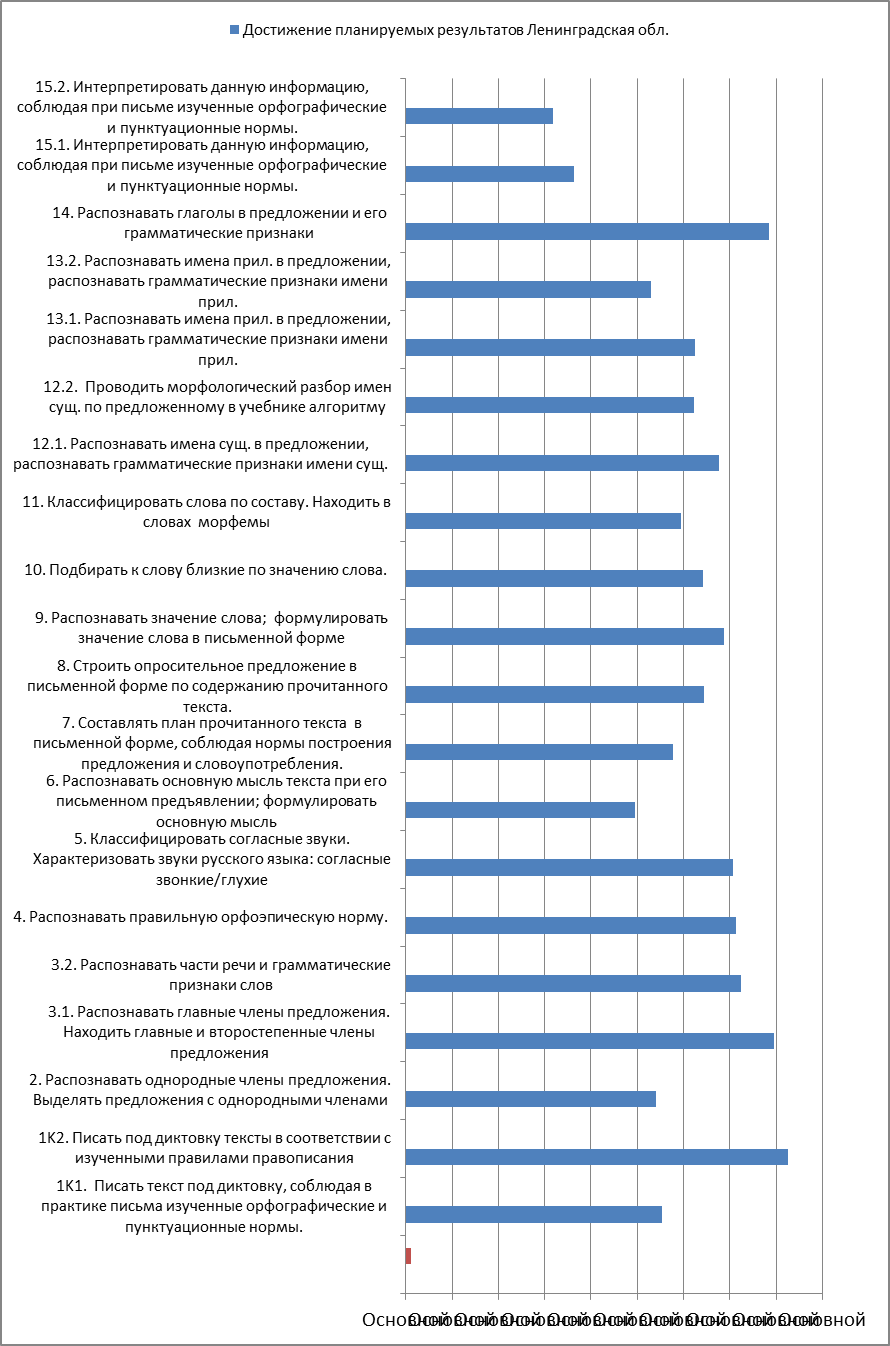 Достижение планируемых результатов Ленинградская обл.
15.2. Интерпретировать данную информацию,
соблюдая при письме изученные орфографические
и пунктуационные нормы.
15.1. Интерпретировать данную информацию,
соблюдая при письме изученные орфографические
и пунктуационные нормы.
14. Распознавать глаголы в предложении и его
грамматические признаки
13.2. Распознавать имена прил. в предложении,
распознавать грамматические признаки имени
прил.
13.1. Распознавать имена прил. в предложении,
распознавать грамматические признаки имени
прил.
12.2. Проводить морфологический разбор имен
сущ. по предложенному в учебнике алгоритму
12.1. Распознавать имена сущ. в предложении,
распознавать грамматические признаки имени сущ.
11. Классифицировать слова по составу. Находить в
словах морфемы
10. Подбирать к слову близкие по значению слова.
9. Распознавать значение слова; формулировать
значение слова в письменной форме
8. Строить опросительное предложение в
письменной форме по содержанию прочитанного
текста.
7. Составлять план прочитанного текста в
письменной форме, соблюдая нормы построения
предложения и словоупотребления.
6. Распознавать основную мысль текста при его
письменном предъявлении; формулировать
основную мысль
5. Классифицировать согласные звуки.
Характеризовать звуки русского языка: согласные
звонкие/глухие
4. Распознавать правильную орфоэпическую норму.
3.2. Распознавать части речи и грамматические
признаки слов
3.1. Распознавать главные члены предложения.
Находить главные и второстепенные члены
предложения
2. Распознавать однородные члены предложения.
Выделять предложения с однородными членами
1К2. Писать под диктовку тексты в соответствии с
изученными правилами правописания
1К1. Писать текст под диктовку, соблюдая в
практике письма изученные орфографические и
пунктуационные нормы.
Основной Основной Основной Основной Основной Основной Основной Основной Основной Основной